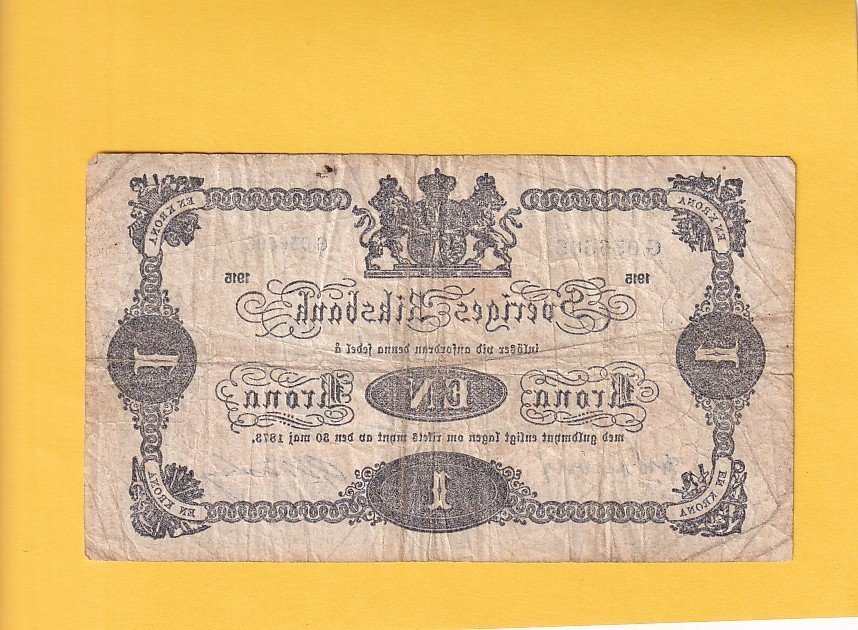 EN KRONA EN KRONA
1915 1915
Sveriges Riksbank
inlöser vid anfordran denna sedel å
1 Krona EN Krona 1
med guldmynt enligt lagen om rikets mynt av den 30 maj 1873.
EN KRONA 1 EN KRONA